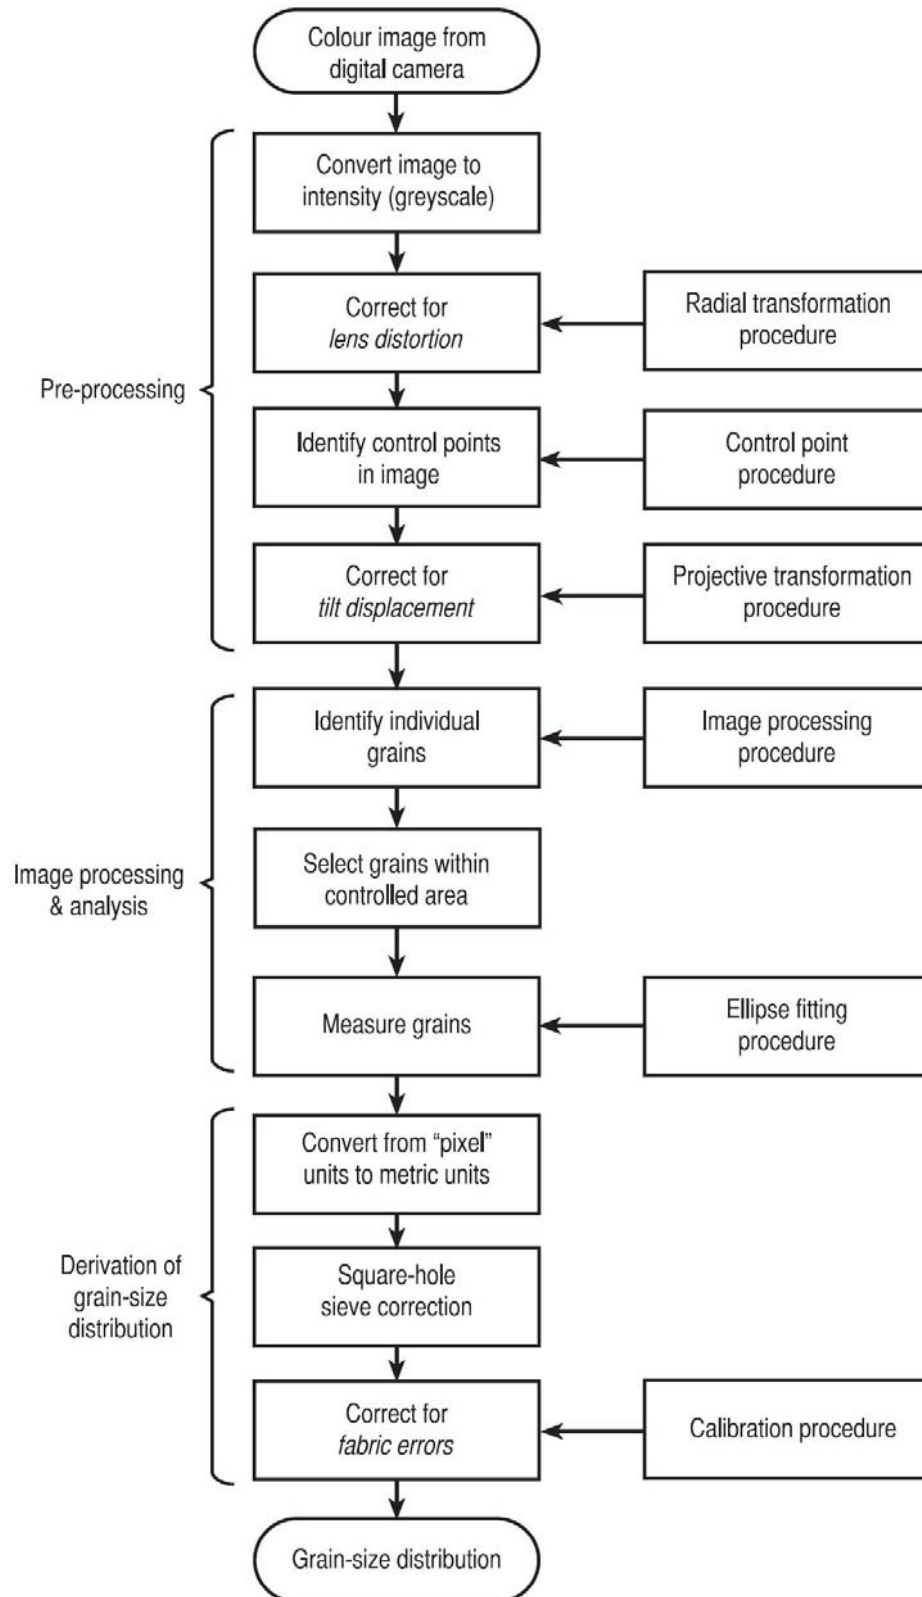 Colour image from
digital camera
Convert image to
intensity (greyscale)
Correct for
lens distortion
Radial transformation
procedure
Pre-processing
Identify control points
in image
Control point
procedure
Correct for
tilt displacement
Projective transformation
procedure
Identify individual
grains
Image processing
procedure
Image processing
& analysis
Select grains within
controlled area
Measure grains
Ellipse fitting
procedure
Convert from “pixel”
units to metric units
Derivation of
grain-size
distribution
Square-hole
sieve correction
Correct for
fabric errors
Calibration procedure
Grain-size distribution